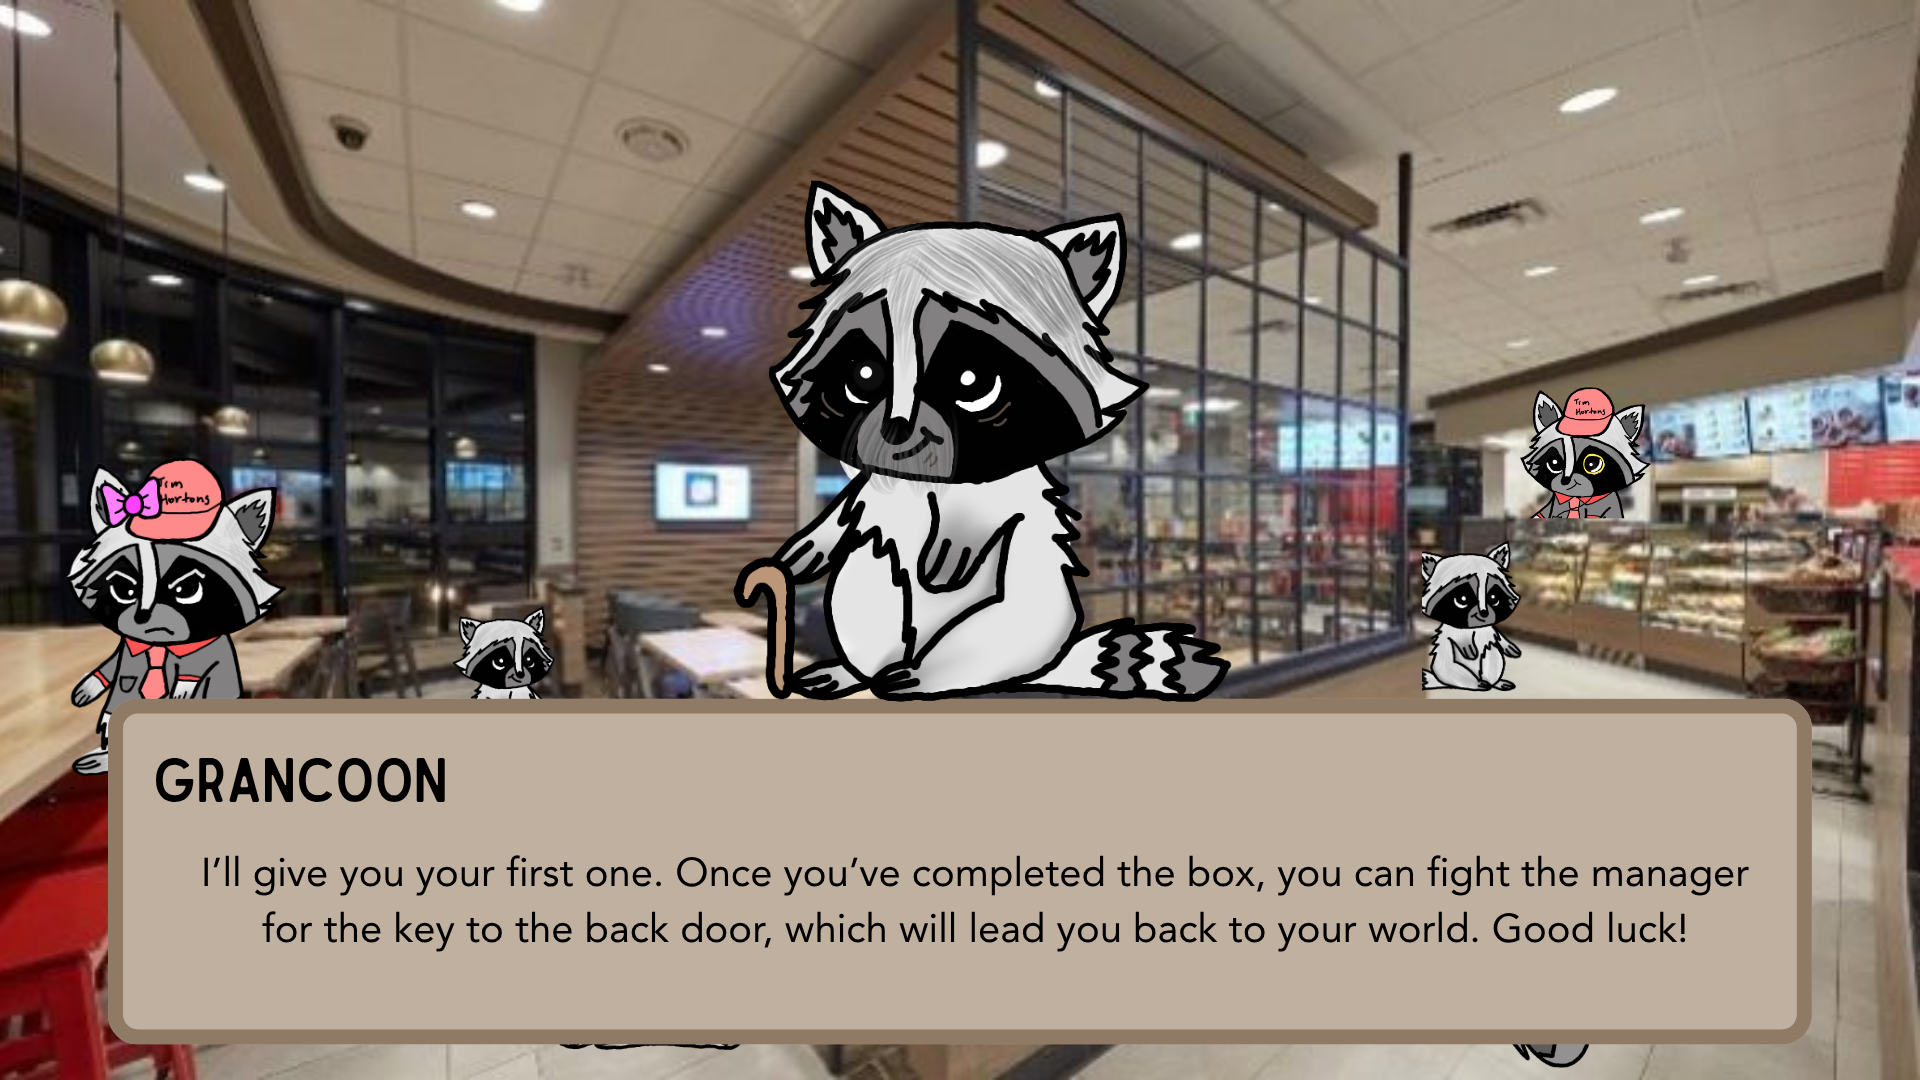 Tim
Hortons
Tim
Hortons
GRANCOON
I’ll give you your first one. Once you’ve completed the box, you can fight the manager
for the key to the back door, which will lead you back to your world. Good luck!